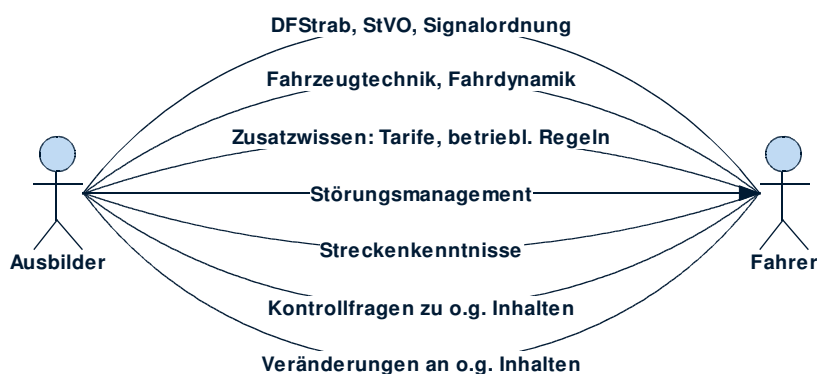 DFStrab, StVO, Signalordnung
Fahrzeugtechnik, Fahrdynamik
Zusatzwissen: Tarife, betriebl. Regeln
Störungsmanagement
Streckenkenntnisse
Ausbilder
Fahrer
Kontrollfragen zu o.g. Inhalten
Veränderungen an o.g. Inhalten